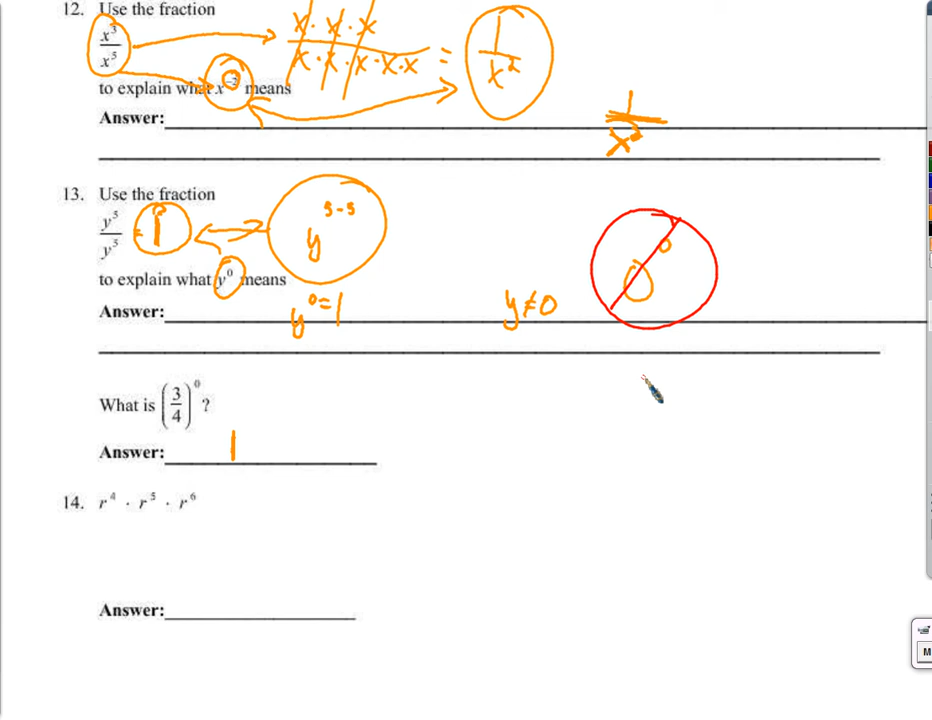 12. Use the fraction
x³/x⁵ x · x · x / x · x · x · x · x = 1/x²
to explain what x⁻² means
Answer: 1/x²
13. Use the fraction
y⁵/y⁵ = 1 y⁵⁻⁵ 0⁰
to explain what y⁰ means
Answer: y⁰=1 y≠0
What is (3/4)⁰ ?
Answer: 1
14. r⁴ · r⁵ · r⁶
Answer:
M